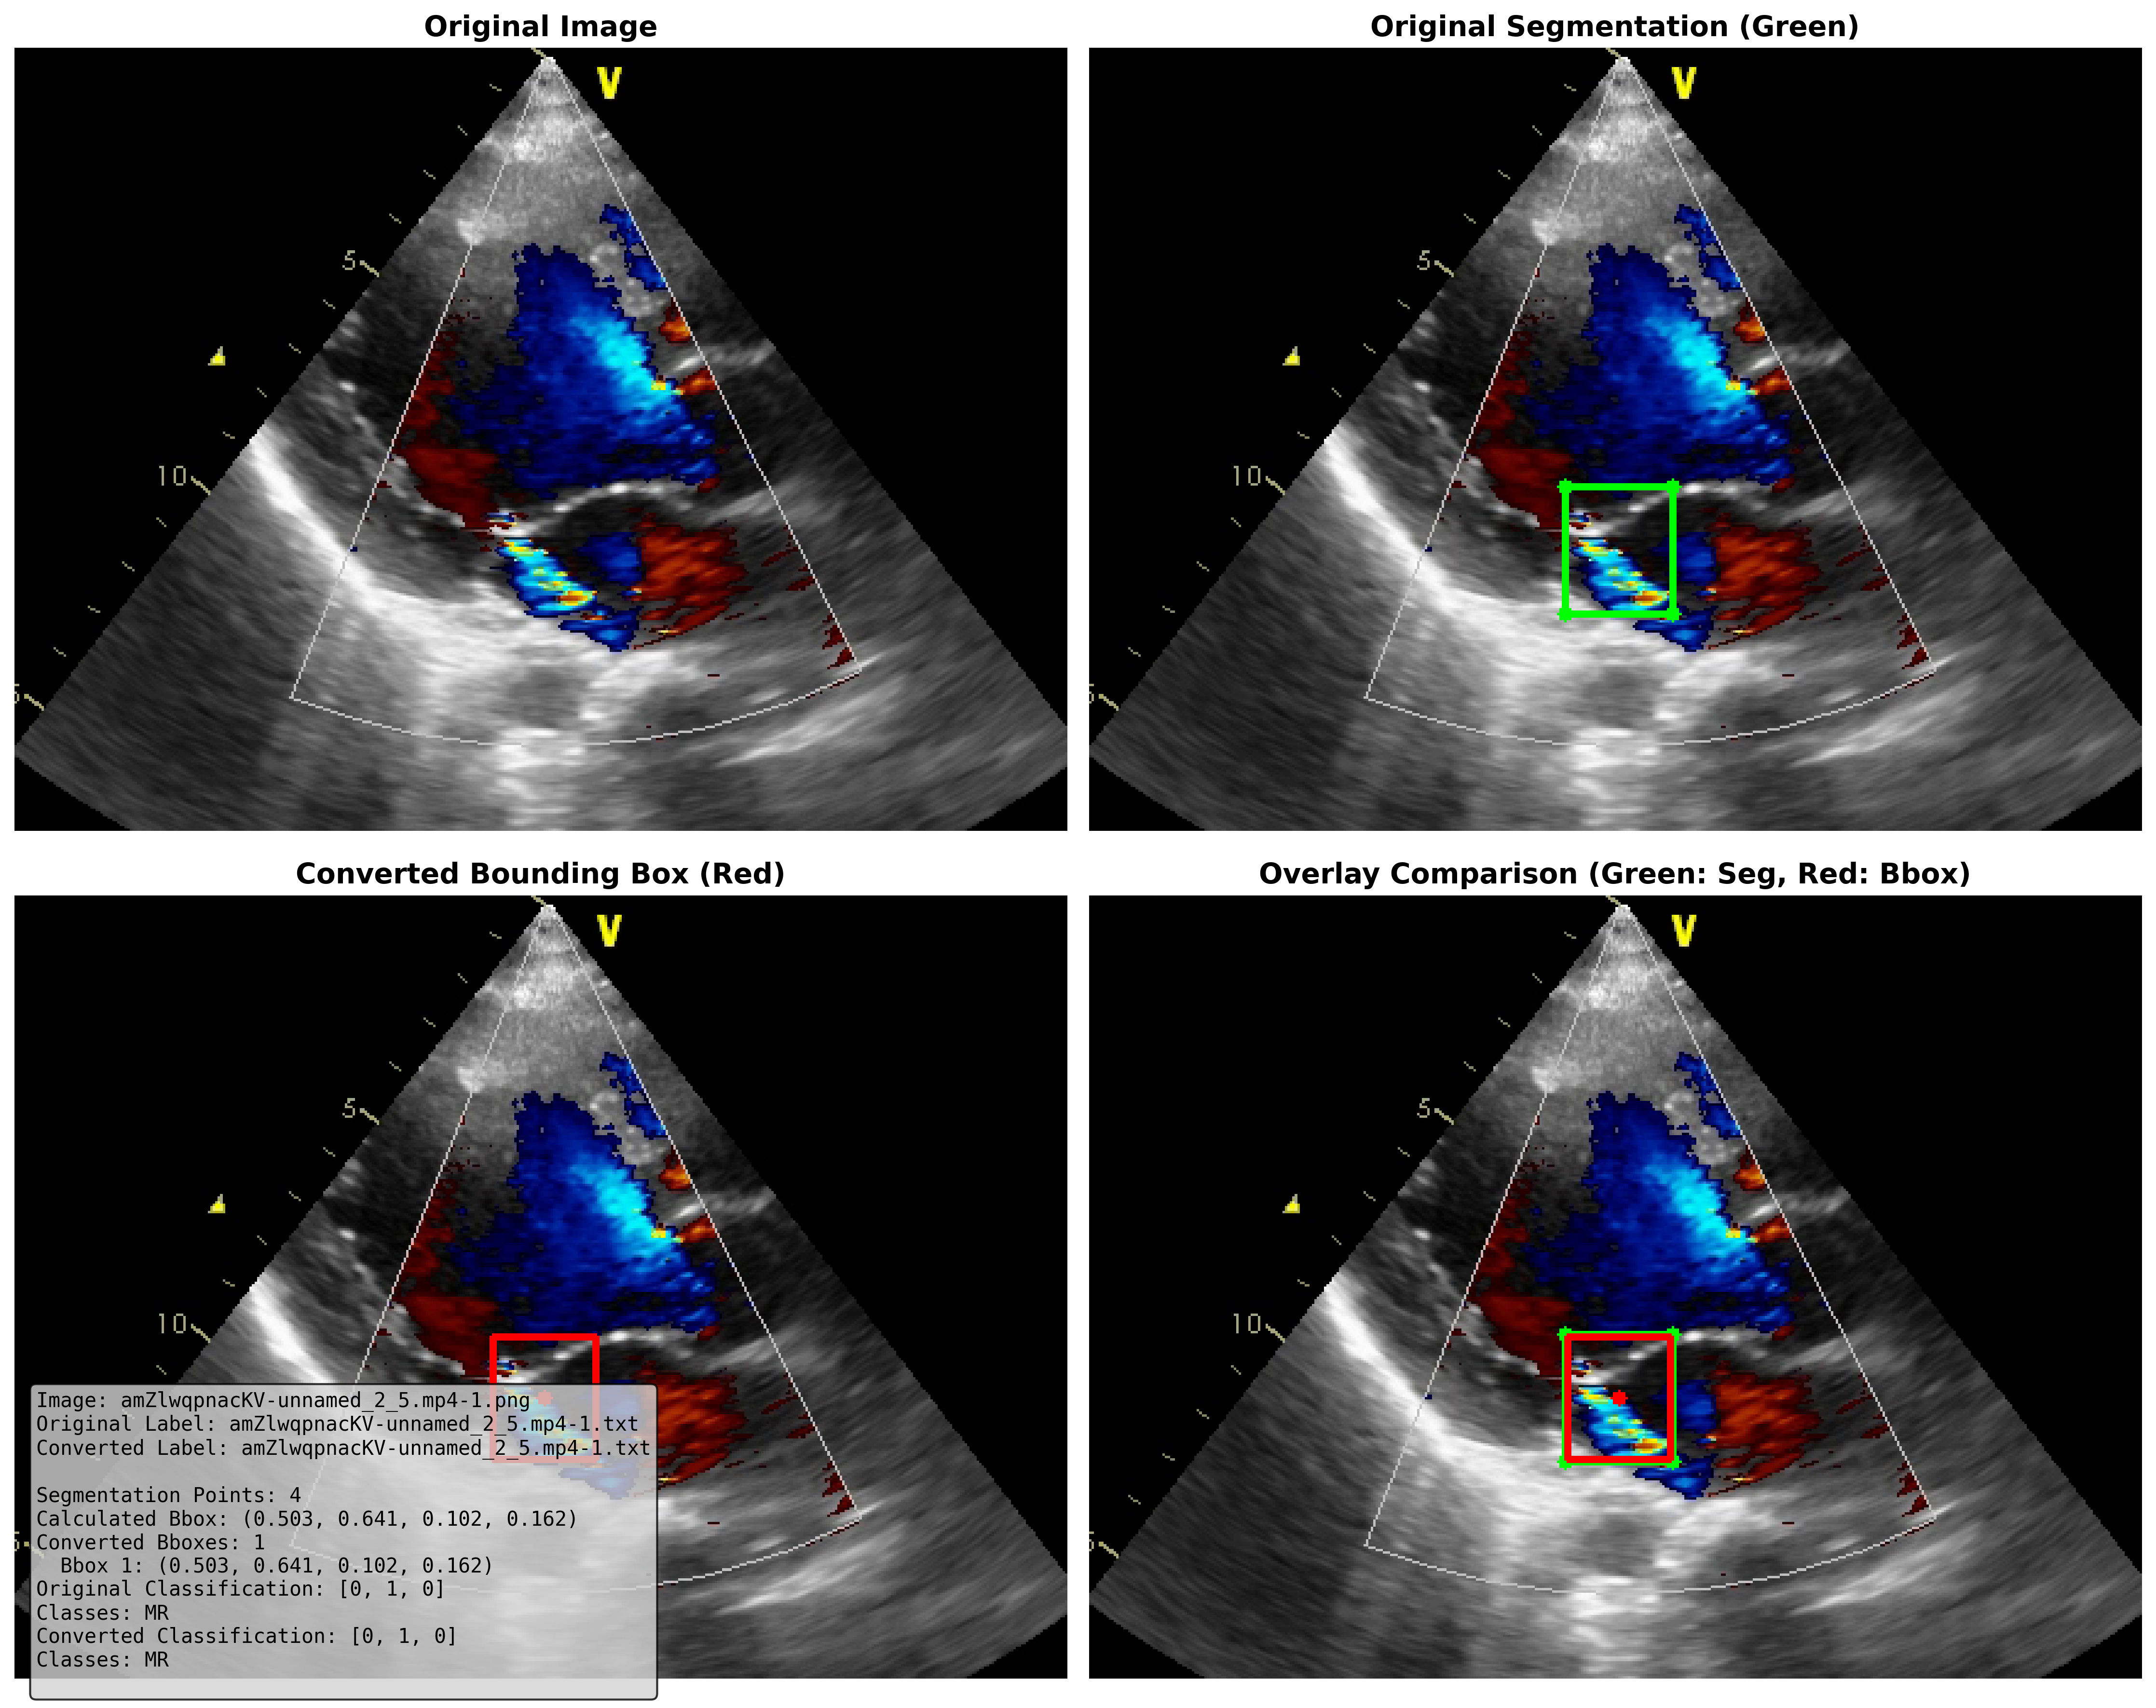 Original Image
Original Segmentation (Green)
V
5
10
V
5
10
5
5
Converted Bounding Box (Red)
Overlay Comparison (Green: Seg, Red: Bbox)
V
5
10
V
5
10
5
5
Image: amZlwqpnacKV-unnamed_2_5.mp4-1.png
Original Label: amZlwqpnacKV-unnamed_2_5.mp4-1.txt
Converted Label: amZlwqpnacKV-unnamed_2_5.mp4-1.txt
Segmentation Points: 4
Calculated Bbox: (0.503, 0.641, 0.102, 0.162)
Converted Bboxes: 1
Bbox 1: (0.503, 0.641, 0.102, 0.162)
Original Classification: [0, 1, 0]
Classes: MR
Converted Classification: [0, 1, 0]
Classes: MR